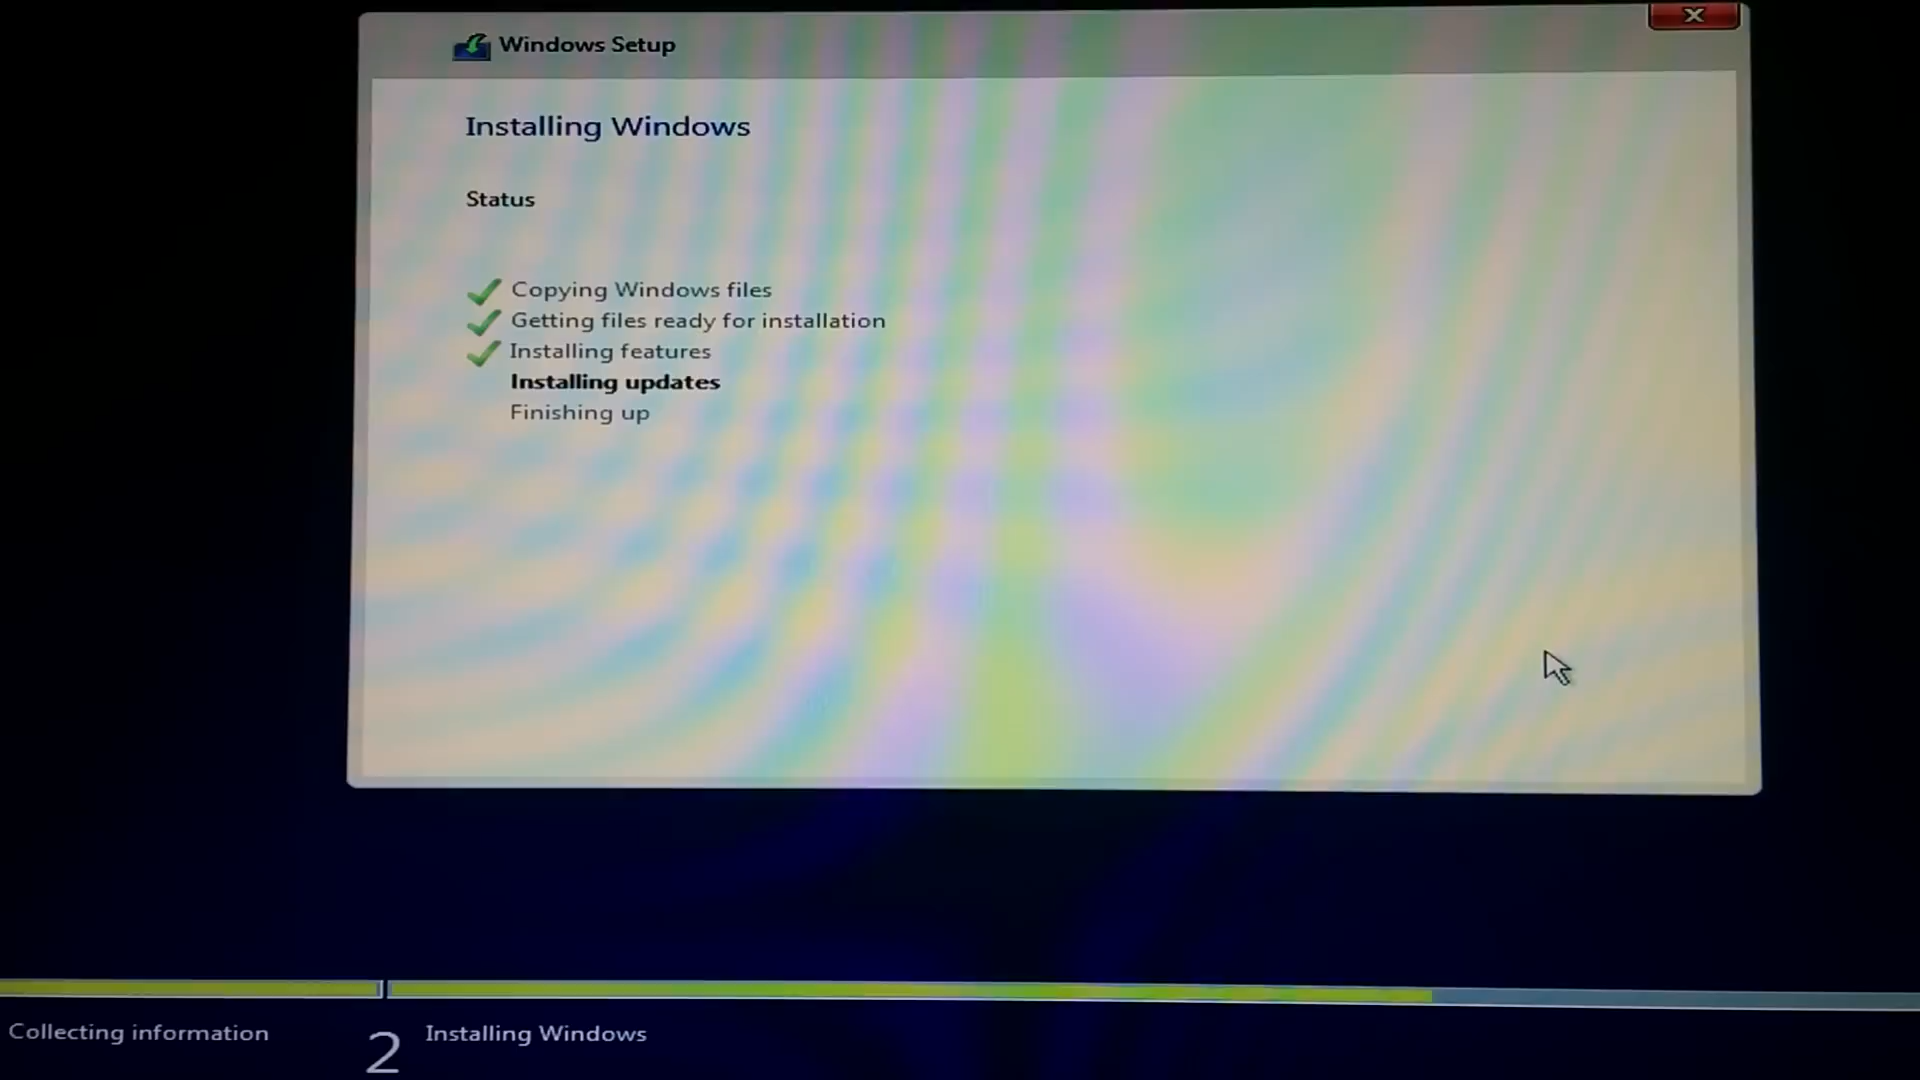 Windows Setup
Installing Windows
Status
Copying Windows files
Getting files ready for installation
Installing features
Installing updates
Finishing up
Collecting information
2 Installing Windows